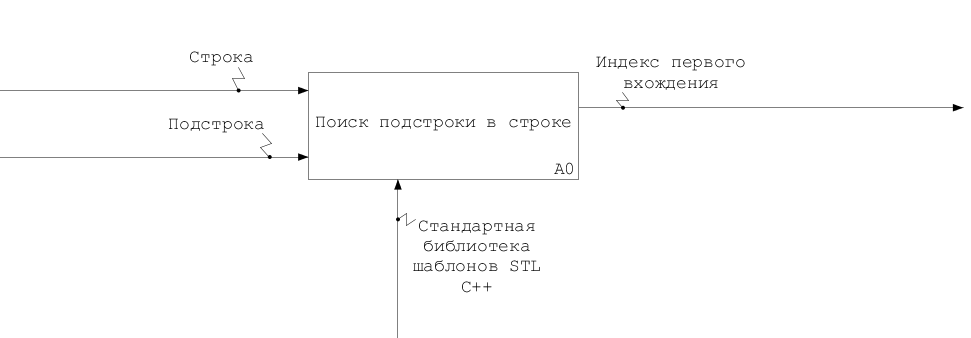 Строка
Индекс первого
вхождения
Подстрока
Поиск подстроки в строке
A0
Стандартная
библиотека
шаблонов STL
C++